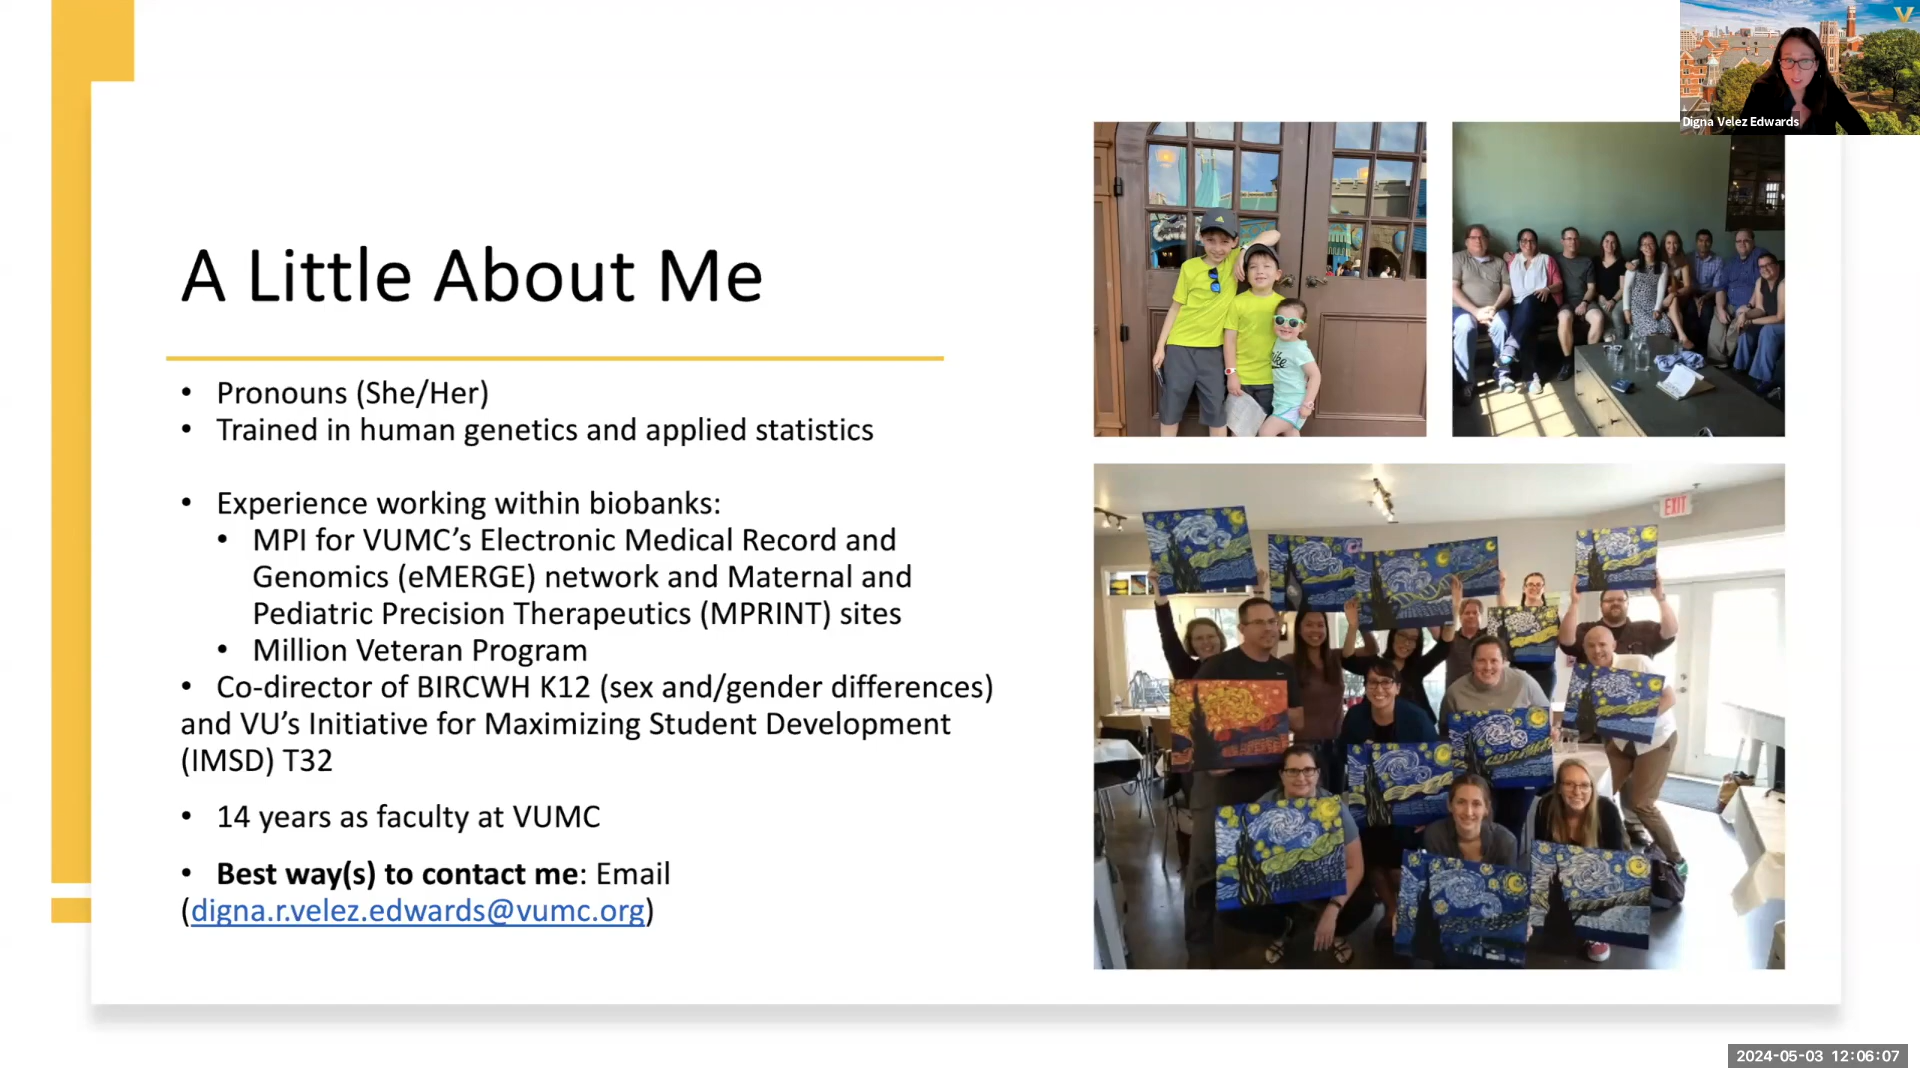 Digna Velez Edwards
A Little About Me
• Pronouns (She/Her)
• Trained in human genetics and applied statistics
• Experience working within biobanks:
• MPI for VUMC’s Electronic Medical Record and
Genomics (eMERGE) network and Maternal and
Pediatric Precision Therapeutics (MPRINT) sites
• Million Veteran Program
• Co-director of BIRCWH K12 (sex and/gender differences)
and VU’s Initiative for Maximizing Student Development
(IMSD) T32
• 14 years as faculty at VUMC
• Best way(s) to contact me: Email
(digna.r.velez.edwards@vumc.org)
EXIT
2024-05-03 12:06:07